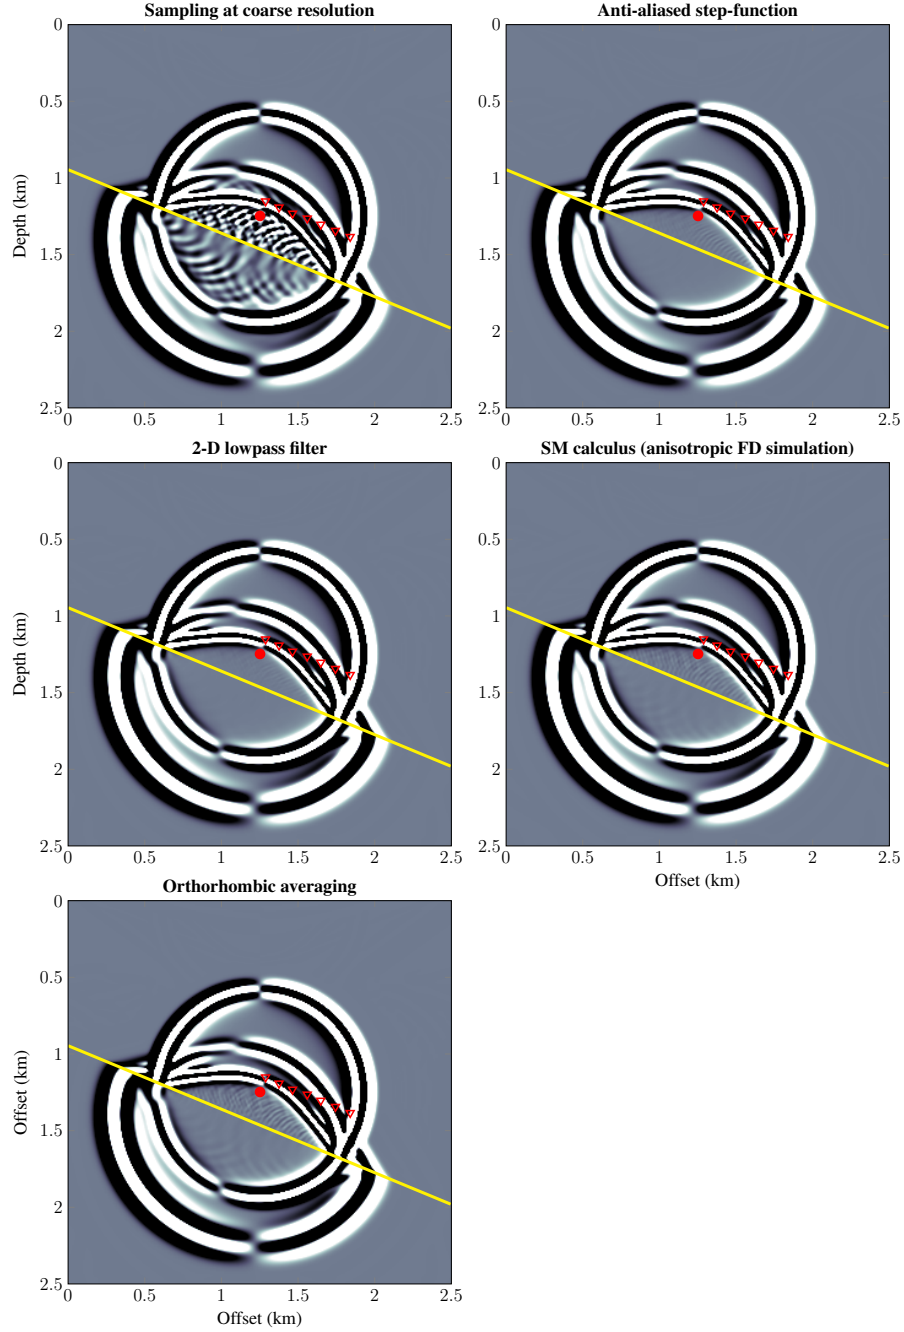 Sampling at coarse resolution
0
0.5
1
1.5
2
2.5
Depth (km)
0 0.5 1 1.5 2 2.5
Anti-aliased step-function
0
0.5
1
1.5
2
2.5
0 0.5 1 1.5 2 2.5
2-D lowpass filter
0
0.5
1
1.5
2
2.5
Depth (km)
0 0.5 1 1.5 2 2.5
SM calculus (anisotropic FD simulation)
0
0.5
1
1.5
2
2.5
0 0.5 1 1.5 2 2.5
Offset (km)
Orthorhombic averaging
0
0.5
1
1.5
2
2.5
Offset (km)
0 0.5 1 1.5 2 2.5
Offset (km)